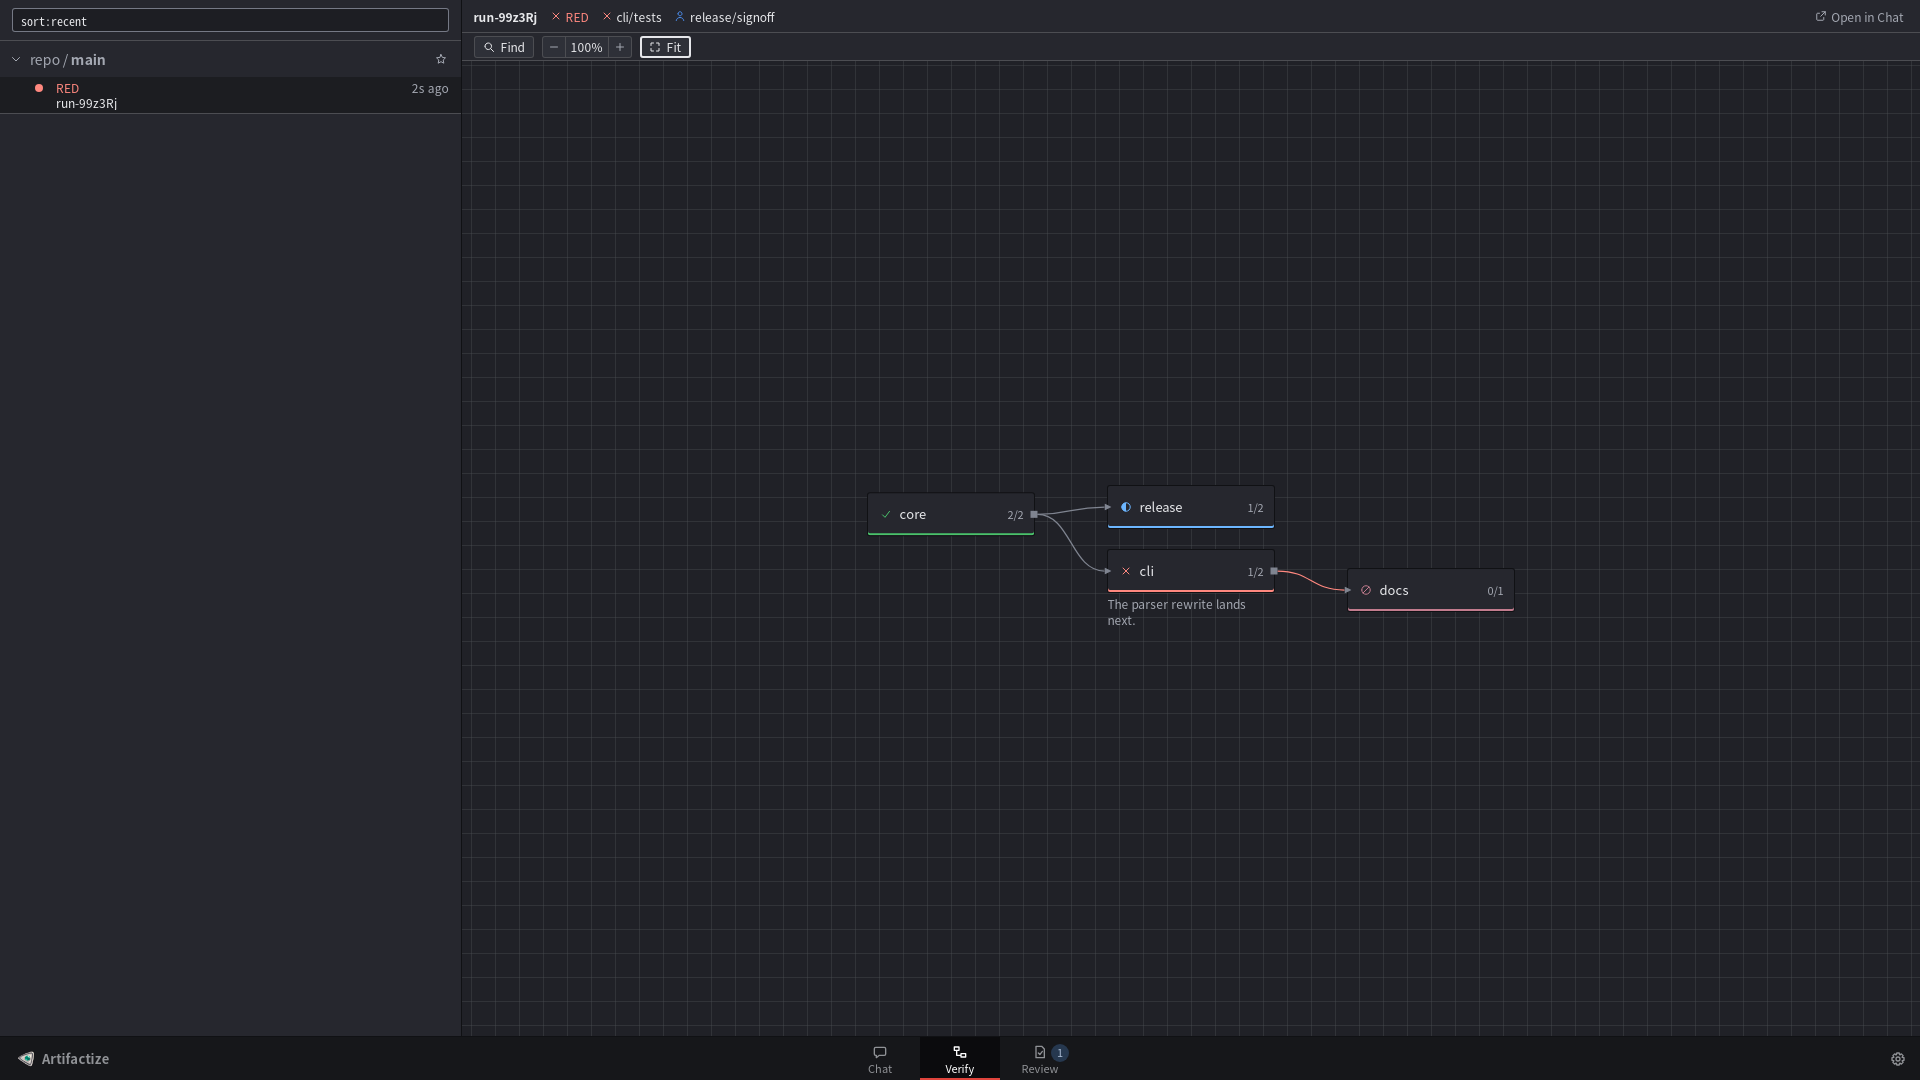 sort:recent
repo / main
RED
2s ago
run-99z3Rj
run-99z3Rj
RED
cli/tests
release/signoff
Open in Chat
Find
100%
Fit
core
2/2
release
1/2
cli
1/2
The parser rewrite lands
next.
docs
0/1
Artifactize
Chat
Verify
Review
1